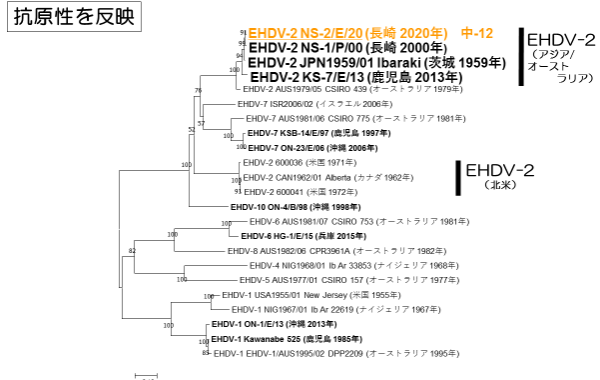 抗原性を反映
EHDV-2 NS-2/E/20 (長崎 2020年) 中-12
EHDV-2 NS-1/P/00 (長崎 2000年)
EHDV-2 JPN1959/01 Ibaraki (茨城 1959年)
EHDV-2 KS-7/E/13 (鹿児島 2013年)
EHDV-2 AUS1979/05 CSIRO 439 (オーストラリア 1979年)
EHDV-7 ISR2006/02 (イスラエル 2006年)
EHDV-7 AUS1981/06 CSIRO 775 (オーストラリア 1981年)
EHDV-7 KSB-14/E/97 (鹿児島 1997年)
EHDV-7 ON-23/E/06 (沖縄 2006年)
EHDV-2 600036 (米国 1971年)
EHDV-2 CAN1962/01 Alberta (カナダ 1962年)
EHDV-2 600041 (米国 1972年)
EHDV-10 ON-4/B/98 (沖縄 1998年)
EHDV-6 AUS1981/07 CSIRO 753 (オーストラリア 1981年)
EHDV-6 HG-1/E/15 (兵庫 2015年)
EHDV-8 AUS1982/06 CPR3961A (オーストラリア 1982年)
EHDV-4 NIG1968/01 Ib Ar 33853 (ナイジェリア 1968年)
EHDV-5 AUS1977/01 CSIRO 157 (オーストラリア 1977年)
EHDV-1 USA1955/01 New Jersey (米国 1955年)
EHDV-1 NIG1967/01 Ib Ar 22619 (ナイジェリア 1967年)
EHDV-1 ON-1/E/13 (沖縄 2013年)
EHDV-1 Kawanabe 525 (鹿児島 1985年)
EHDV-1 EHDV-1/AUS1995/02 DPP2209 (オーストラリア 1995年)
EHDV-2
(アジア/
オースト
ラリア)
EHDV-2
(北米)
91
99
94
100
76
57
52
100
100
100
100
93
100
100
82
100
100
100
100
85